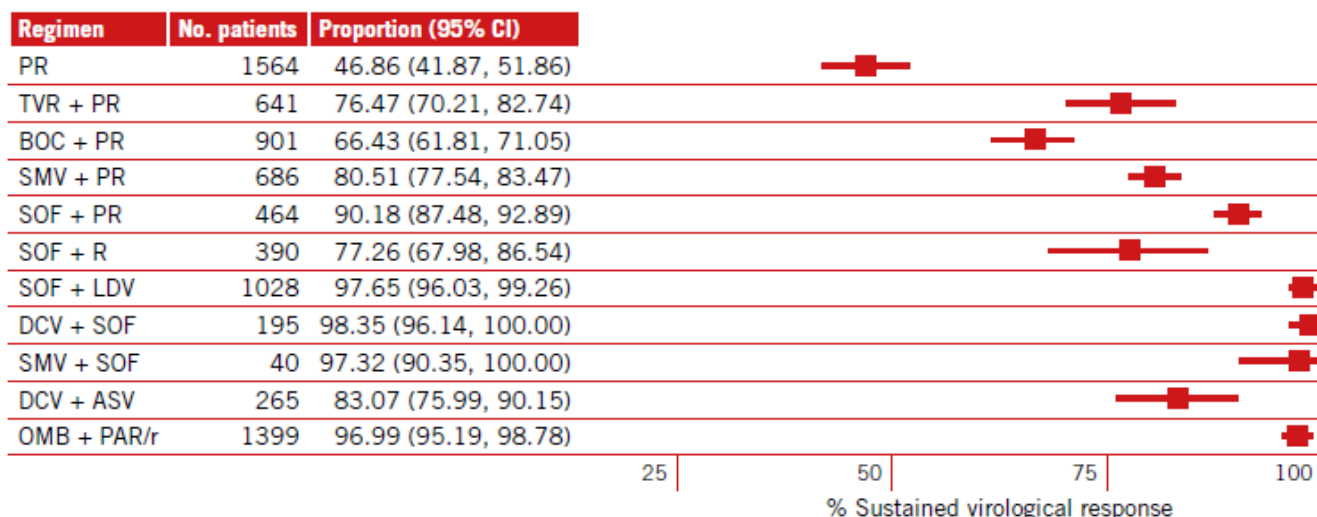 Regimen No. patients Proportion (95% CI)
PR 1564 46.86 (41.87, 51.86)
TVR + PR 641 76.47 (70.21, 82.74)
BOC + PR 901 66.43 (61.81, 71.05)
SMV + PR 686 80.51 (77.54, 83.47)
SOF + PR 464 90.18 (87.48, 92.89)
SOF + R 390 77.26 (67.98, 86.54)
SOF + LDV 1028 97.65 (96.03, 99.26)
DCV + SOF 195 98.35 (96.14, 100.00)
SMV + SOF 40 97.32 (90.35, 100.00)
DCV + ASV 265 83.07 (75.99, 90.15)
OMB + PAR/r 1399 96.99 (95.19, 98.78)
25 50 75 100
% Sustained virological response